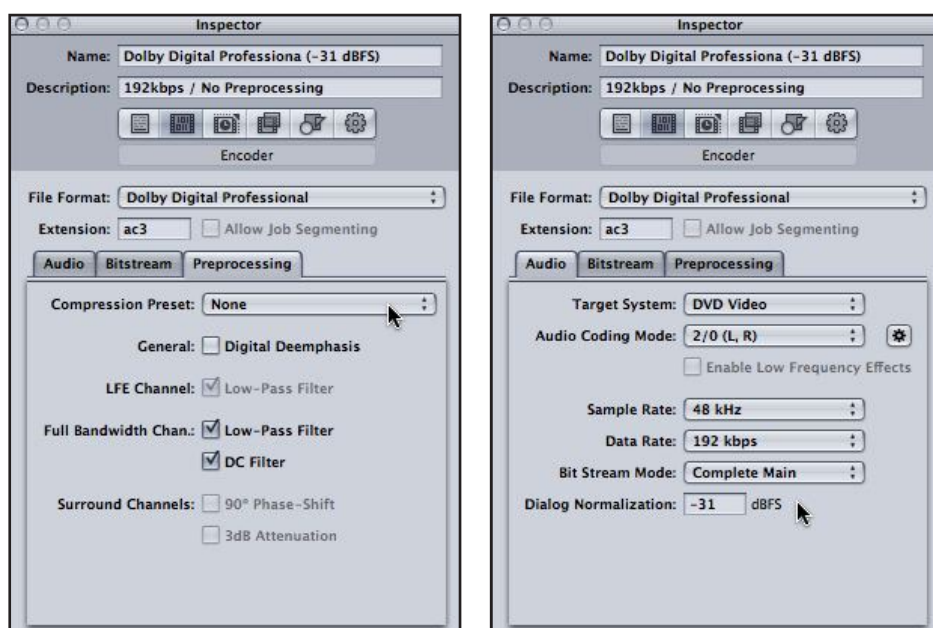 Inspector
Name: Dolby Digital Professiona (-31 dBFS)
Description: 192kbps / No Preprocessing
Encoder
File Format: Dolby Digital Professional
Extension: ac3 Allow Job Segmenting
Audio Bitstream Preprocessing
Compression Preset: None
General: Digital Deemphasis
LFE Channel: Low-Pass Filter
Full Bandwidth Chan.: Low-Pass Filter
DC Filter
Surround Channels: 90° Phase-Shift
3dB Attenuation
Inspector
Name: Dolby Digital Professiona (-31 dBFS)
Description: 192kbps / No Preprocessing
Encoder
File Format: Dolby Digital Professional
Extension: ac3 Allow Job Segmenting
Audio Bitstream Preprocessing
Target System: DVD Video
Audio Coding Mode: 2/0 (L, R)
Enable Low Frequency Effects
Sample Rate: 48 kHz
Data Rate: 192 kbps
Bit Stream Mode: Complete Main
Dialog Normalization: -31 dBFS